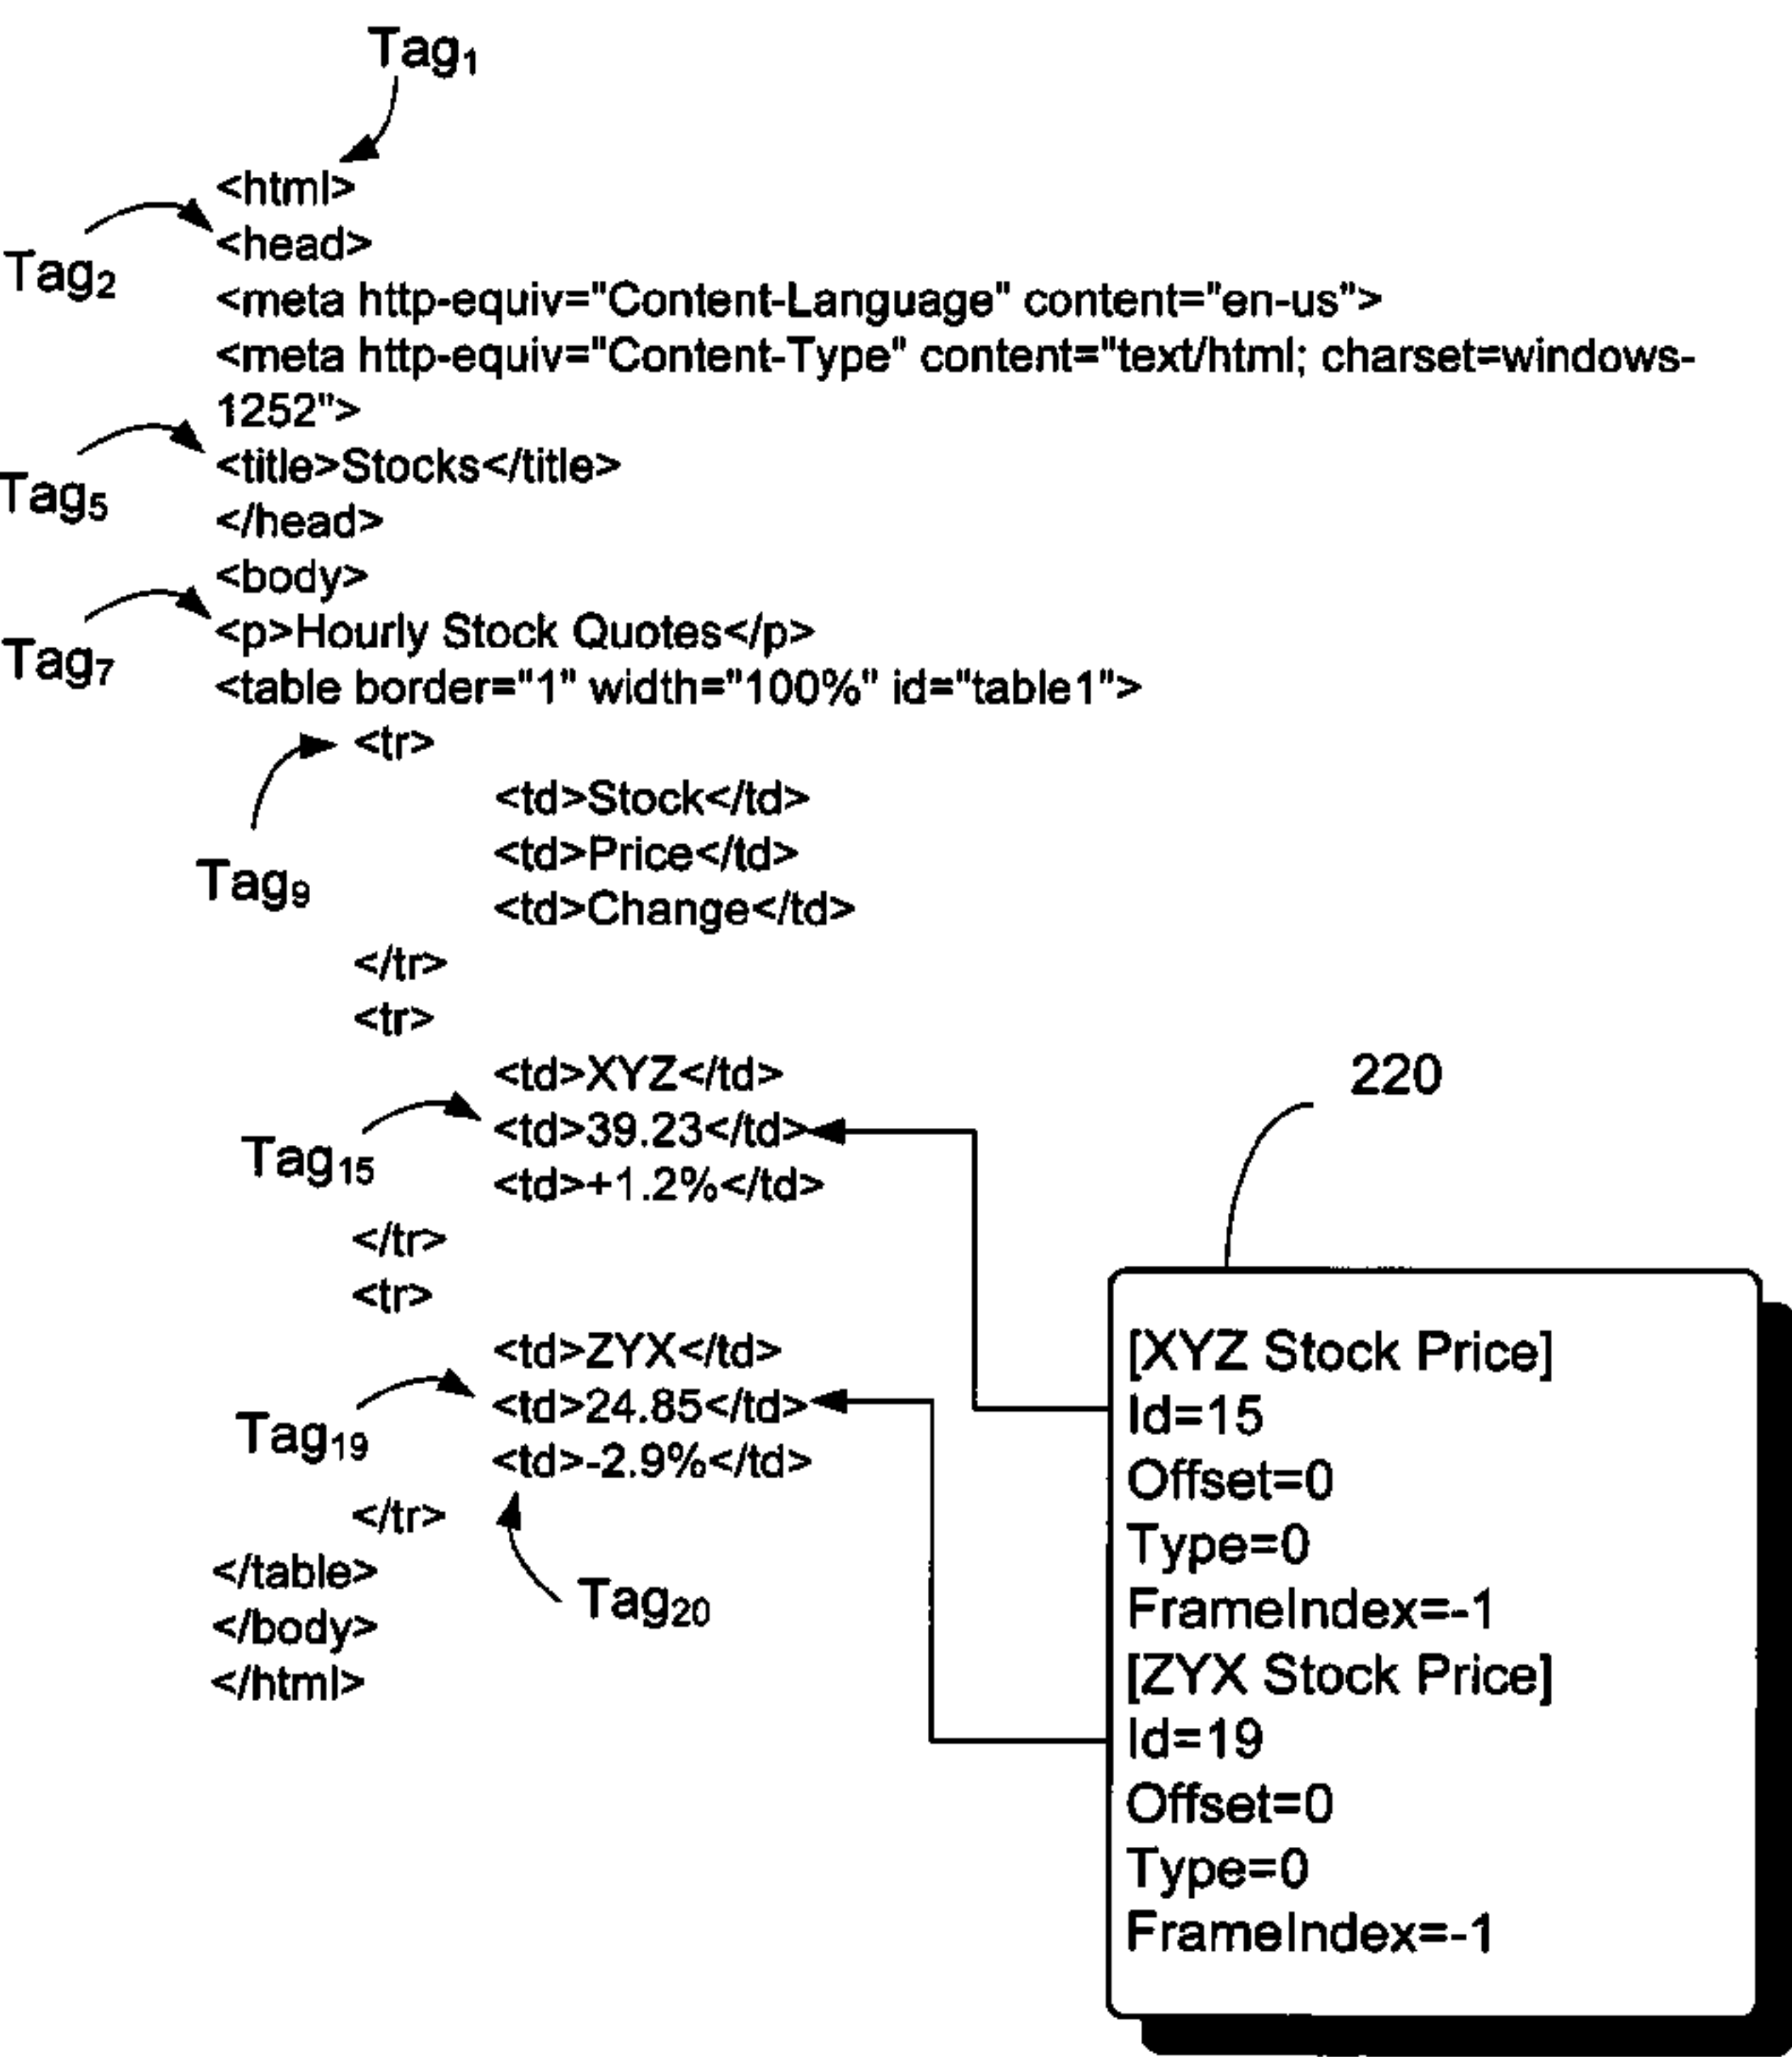 Tag1
<html>
<head>
Tag2
<meta http-equiv="Content-Language" content="en-us">
<meta http-equiv="Content-Type" content="text/html; charset=windows-
1252">
<title>Stocks</title>
Tag5
</head>
<body>
<p>Hourly Stock Quotes</p>
Tag7
<table border="1" width="100%" id="table1">
<tr>
<td>Stock</td>
<td>Price</td>
Tag9
<td>Change</td>
</tr>
<tr>
<td>XYZ</td>
<td>39.23</td>
Tag15
<td>+1.2%</td>
</tr>
<tr>
<td>ZYX</td>
<td>24.85</td>
Tag19
<td>-2.9%</td>
</tr>
</table>
Tag20
</body>
</html>
220
[XYZ Stock Price]
Id=15
Offset=0
Type=0
FrameIndex=-1
[ZYX Stock Price]
Id=19
Offset=0
Type=0
FrameIndex=-1